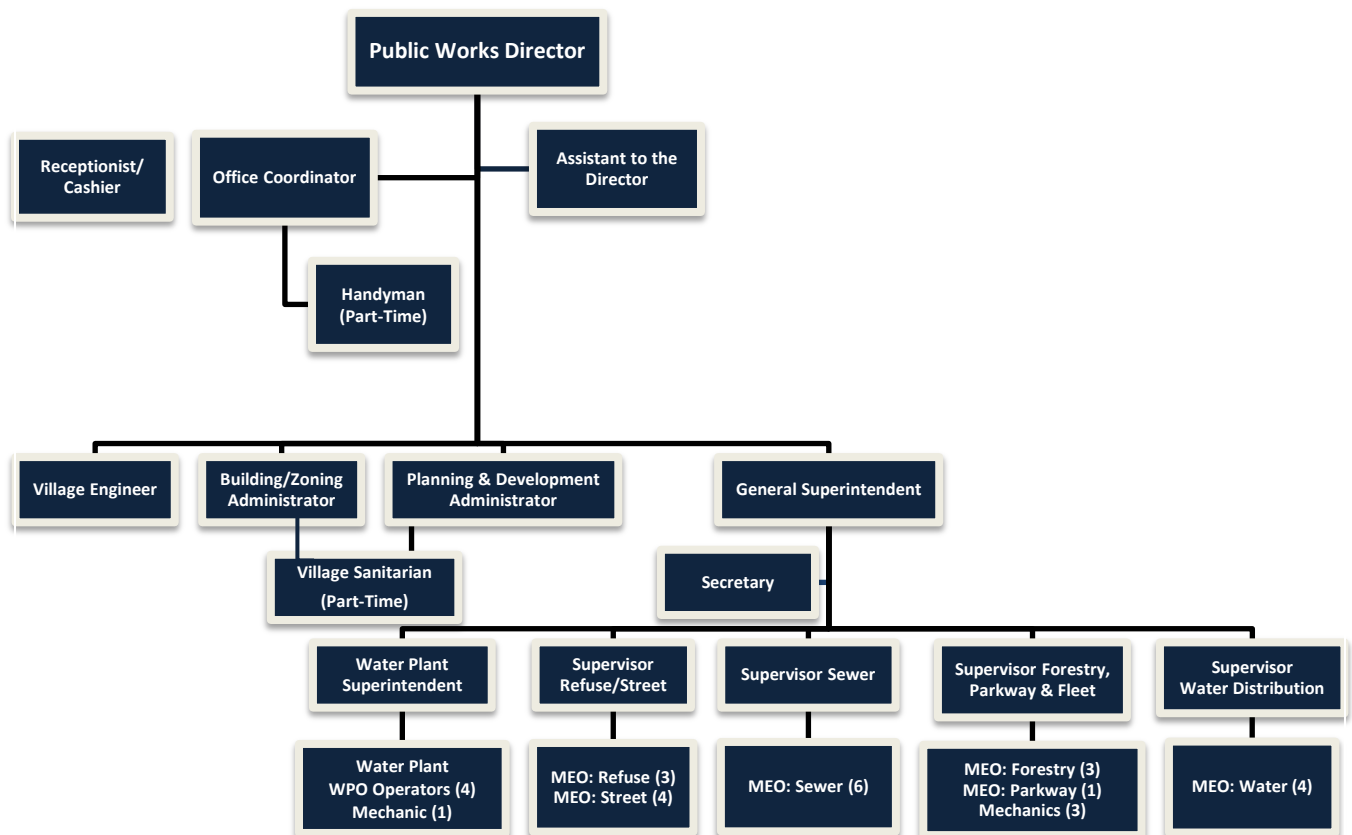 Public Works Director
Receptionist/
Cashier
Office Coordinator
Assistant to the
Director
Handyman
(Part-Time)
Village Engineer
Building/Zoning
Administrator
Planning & Development
Administrator
General Superintendent
Village Sanitarian
(Part-Time)
Secretary
Water Plant
Superintendent
Supervisor
Refuse/Street
Supervisor Sewer
Supervisor Forestry,
Parkway & Fleet
Supervisor
Water Distribution
Water Plant
WPO Operators (4)
Mechanic (1)
MEO: Refuse (3)
MEO: Street (4)
MEO: Sewer (6)
MEO: Forestry (3)
MEO: Parkway (1)
Mechanics (3)
MEO: Water (4)